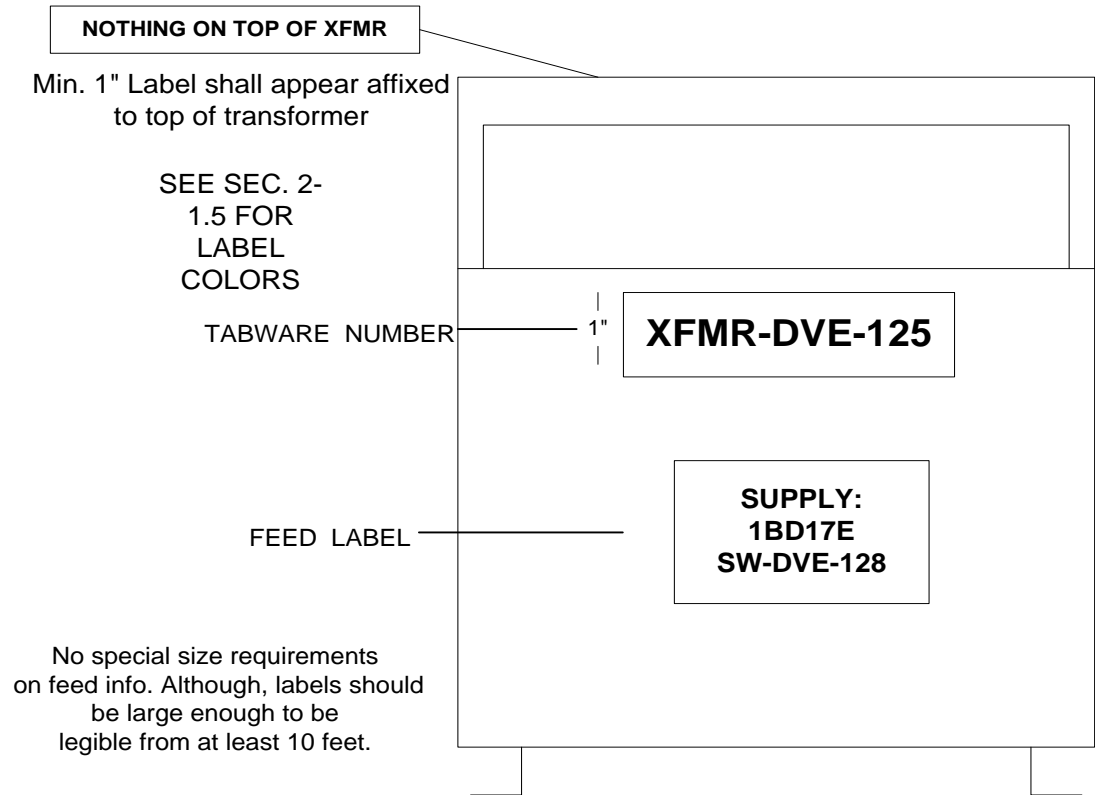 NOTHING ON TOP OF XFMR
Min. 1" Label shall appear affixed
to top of transformer
SEE SEC. 2-
1.5 FOR
LABEL
COLORS
TABWARE NUMBER
1"
XFMR-DVE-125
FEED LABEL
SUPPLY:
1BD17E
SW-DVE-128
No special size requirements
on feed info. Although, labels should
be large enough to be
legible from at least 10 feet.